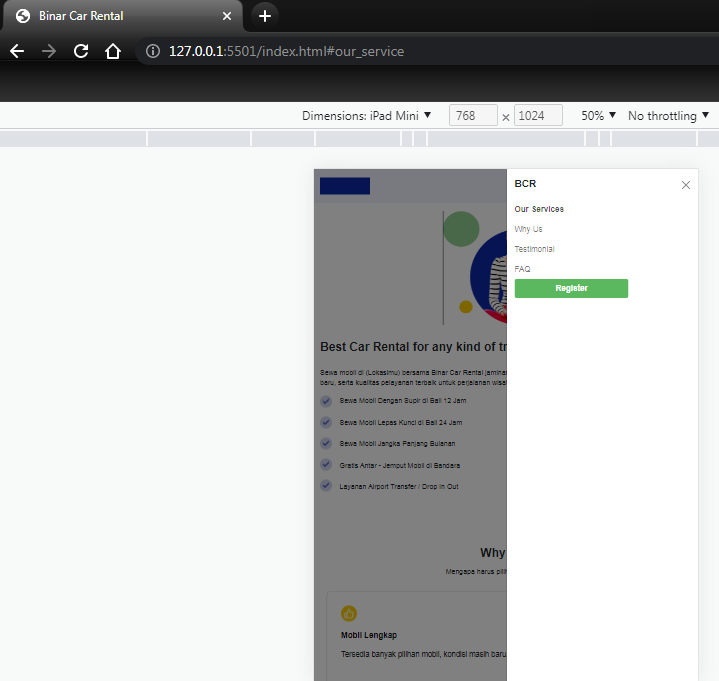 Binar Car Rental
127.0.0.1:5501/index.html#our_service
Dimensions: iPad Mini ▼ 768 × 1024 50% ▼ No throttling ▼
BCR
Our Services
Why Us
Testimonial
FAQ
Register
Best Car Rental for any kind of tr
Sewa mobil di (Lokasimu) bersama Binar Car Rental jaminan
baru, serta kualitas pelayanan terbaik untuk perjalanan wisat
Sewa Mobil Dengan Supir di Bali 12 Jam
Sewa Mobil Lepas Kunci di Bali 24 Jam
Sewa Mobil Jangka Panjang Bulanan
Gratis Antar - Jemput Mobil di Bandara
Layanan Airport Transfer / Drop In Out
Why
Mengapa harus pilih
Mobil Lengkap
Tersedia banyak pilihan mobil, kondisi masih baru